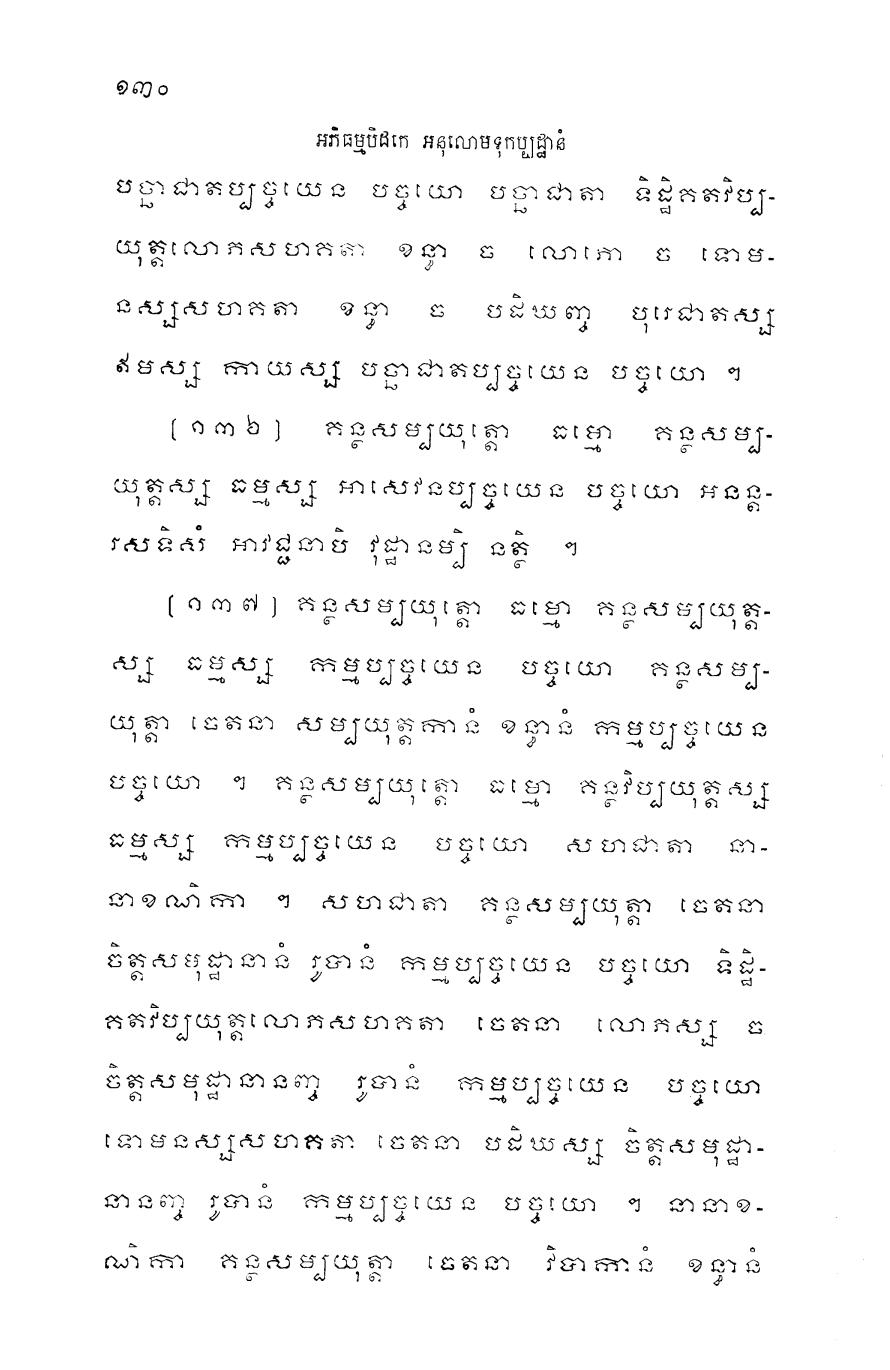 ១៣០
អភិធម្មបិដកេ អនុលោមទុកប្បដ្ឋានំ
បច្ឆាជាតប្បច្ចយេន បច្ចយោ បច្ឆាជាតា ទិដ្ឋិគតវិប្ប-
យុត្តលោភសហគតា ខន្ធា ច លោភោ ច ទោម-
នស្សសហគតា ខន្ធា ច បដិឃញ្ច បុរេជាតស្ស
ឥមស្ស កាយស្ស បច្ឆាជាតប្បច្ចយេន បច្ចយោ ។
[១៣៦] គន្ថសម្បយុត្តោ ធម្មោ គន្ថសម្ប-
យុត្តស្ស ធម្មស្ស អាសេវនប្បច្ចយេន បច្ចយោ អនន្ត-
រសទិសំ អាវជ្ជនាបិ វុដ្ឋានម្បិ នត្ថិ ។
[១៣៧] គន្ថសម្បយុត្តោ ធម្មោ គន្ថសម្បយុត្ត-
ស្ស ធម្មស្ស កម្មប្បច្ចយេន បច្ចយោ គន្ថសម្ប-
យុត្តា ចេតនា សម្បយុត្តកានំ ខន្ធានំ កម្មប្បច្ចយេន
បច្ចយោ ។ គន្ថសម្បយុត្តោ ធម្មោ គន្ថវិប្បយុត្តស្ស
ធម្មស្ស កម្មប្បច្ចយេន បច្ចយោ សហជាតា នា-
នាខណិកា ។ សហជាតា គន្ថសម្បយុត្តា ចេតនា
ចិត្តសមុដ្ឋានានំ រូបានំ កម្មប្បច្ចយេន បច្ចយោ ទិដ្ឋិ-
គតវិប្បយុត្តលោភសហគតា ចេតនា លោភស្ស ច
ចិត្តសមុដ្ឋានានញ្ច រូបានំ កម្មប្បច្ចយេន បច្ចយោ
ទោមនស្សសហគតា ចេតនា បដិឃស្ស ចិត្តសមុដ្ឋា-
នានញ្ច រូបានំ កម្មប្បច្ចយេន បច្ចយោ ។ នានាខ-
ណិកា គន្ថសម្បយុត្តា ចេតនា វិបាកានំ ខន្ធានំ